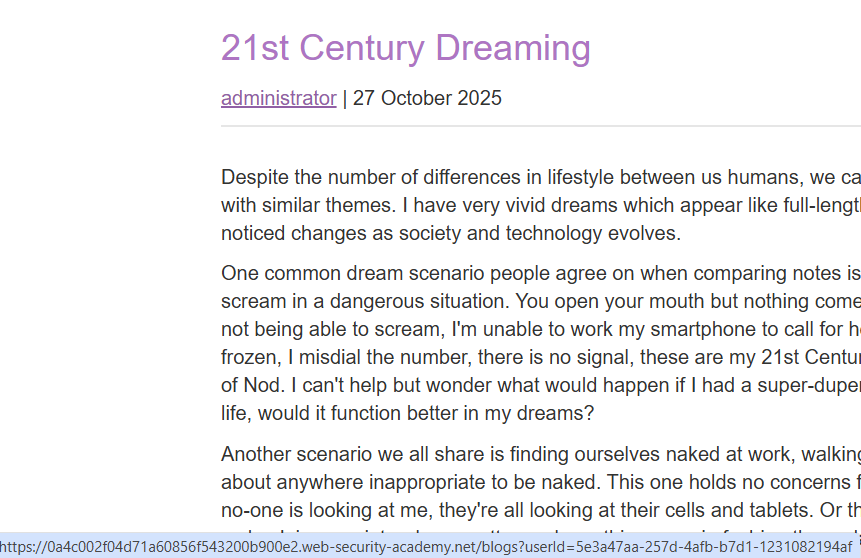 21st Century Dreaming
administrator | 27 October 2025
Despite the number of differences in lifestyle between us humans, we ca
with similar themes. I have very vivid dreams which appear like full-lengt
noticed changes as society and technology evolves.
One common dream scenario people agree on when comparing notes is
scream in a dangerous situation. You open your mouth but nothing come
not being able to scream, I'm unable to work my smartphone to call for h
frozen, I misdial the number, there is no signal, these are my 21st Centu
of Nod. I can't help but wonder what would happen if I had a super-dupe
life, would it function better in my dreams?
Another scenario we all share is finding ourselves naked at work, walking
about anywhere inappropriate to be naked. This one holds no concerns f
no-one is looking at me, they're all looking at their cells and tablets. Or th
https://0a4c002f04d71a60856f543200b900e2.web-security-academy.net/blogs?userId=5e3a47aa-257d-4afb-b7d1-1231082194af